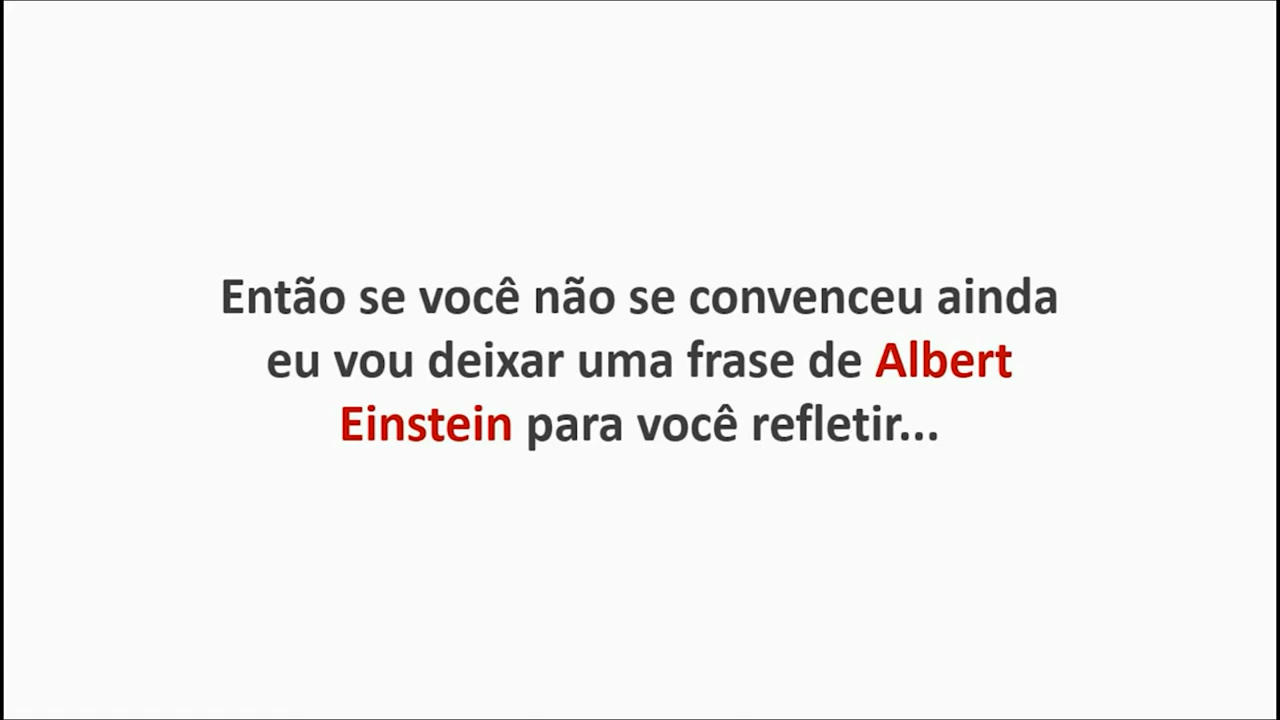 Então se você não se convenceu ainda
eu vou deixar uma frase de Albert
Einstein para você refletir...